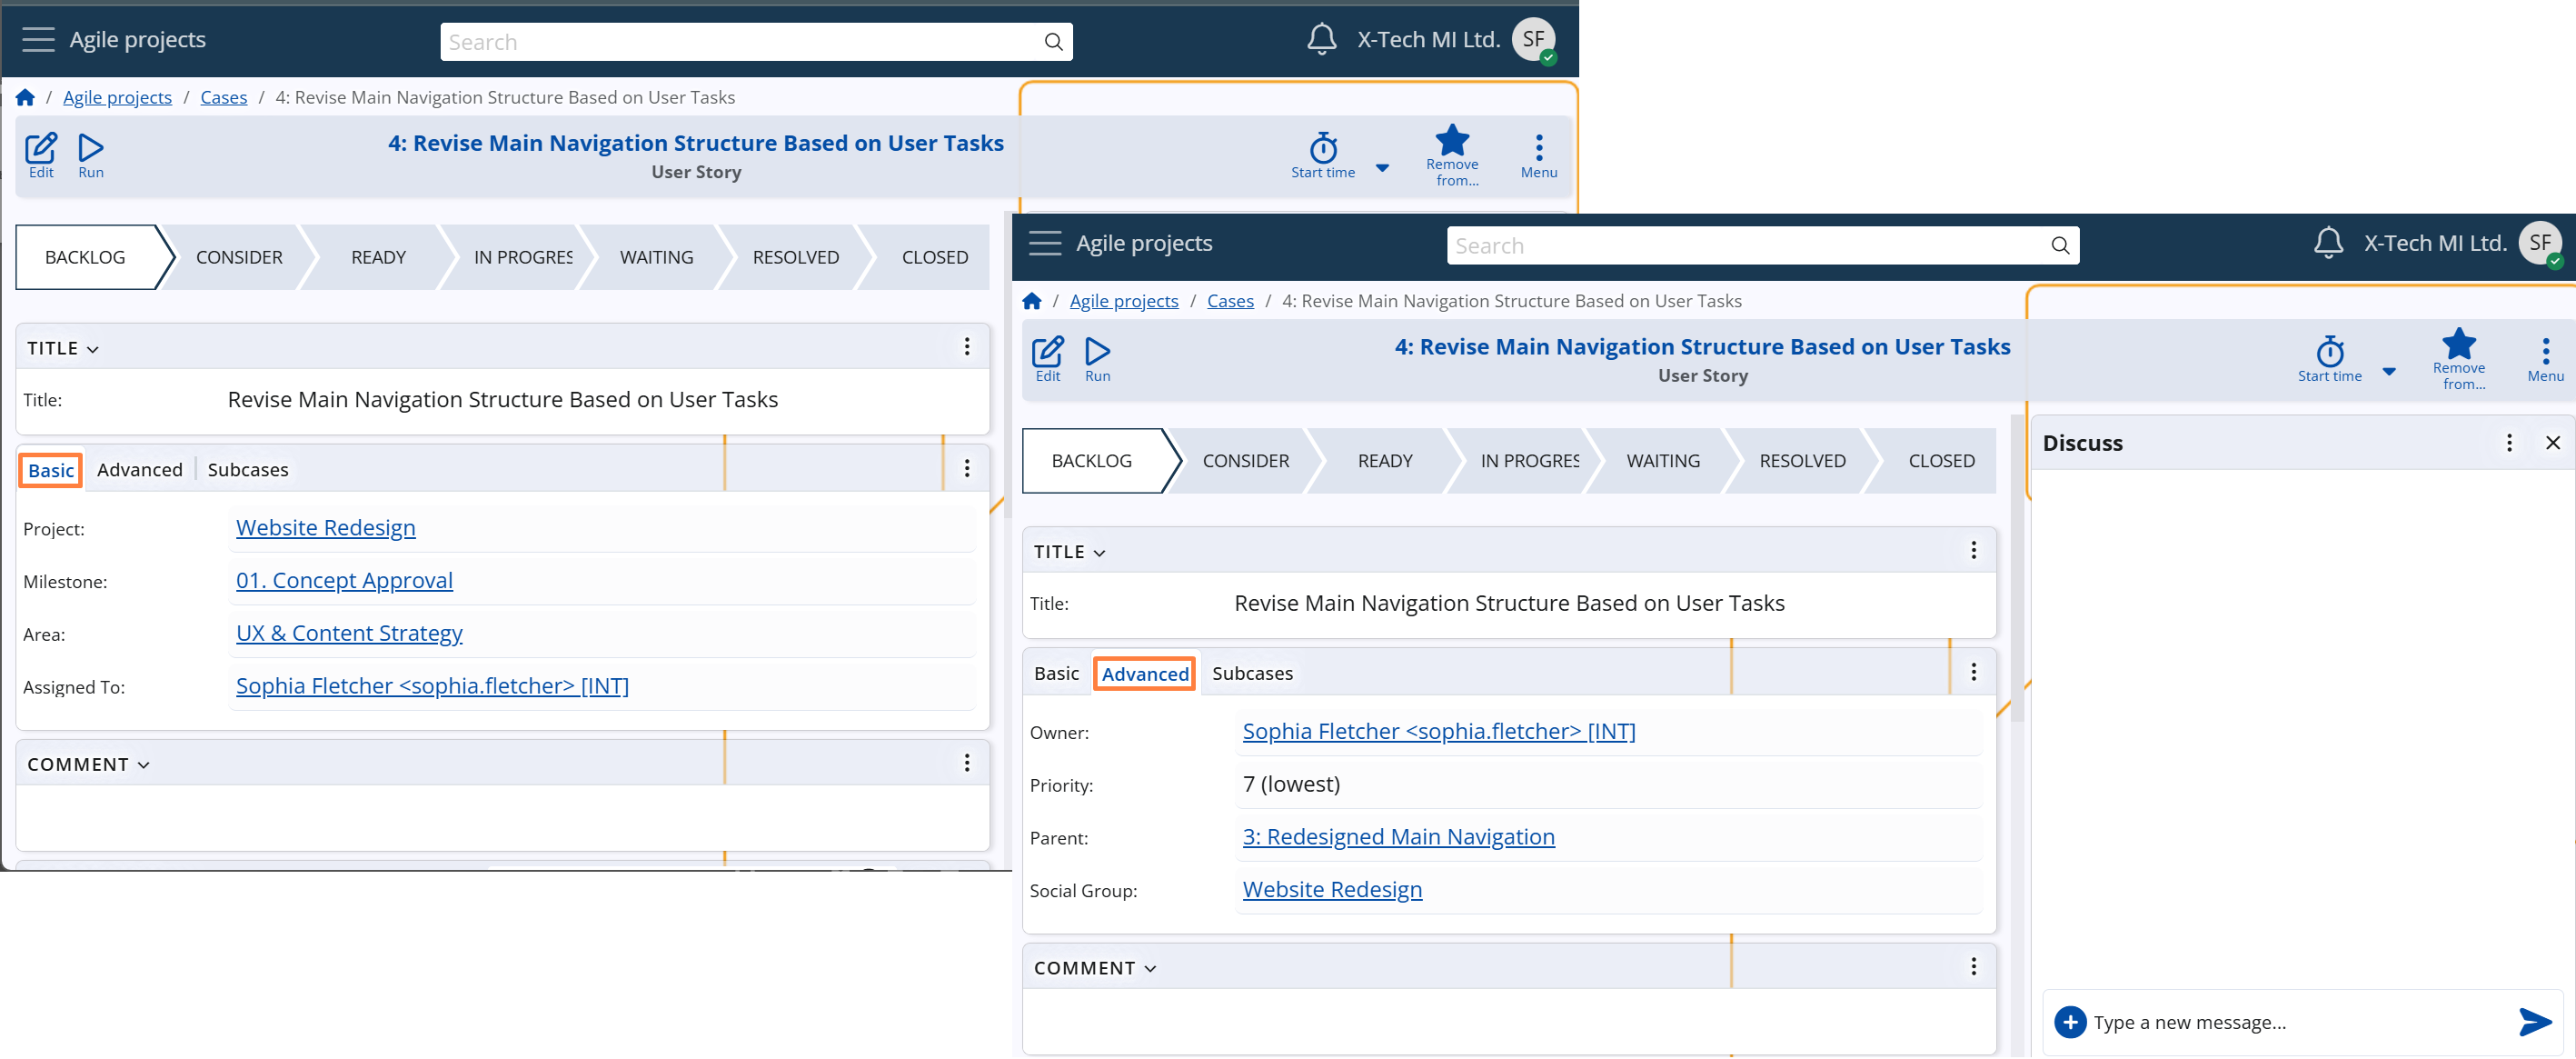 Agile projects
Search
X-Tech MI Ltd. SF
/ Agile projects / Cases / 4: Revise Main Navigation Structure Based on User Tasks
Edit
Run
4: Revise Main Navigation Structure Based on User Tasks
User Story
Start time
Remove
from...
Menu
BACKLOG CONSIDER READY IN PROGRES WAITING RESOLVED CLOSED
TITLE
Title: Revise Main Navigation Structure Based on User Tasks
Basic Advanced Subcases
Project: Website Redesign
Milestone: 01. Concept Approval
Area: UX & Content Strategy
Assigned To: Sophia Fletcher <sophia.fletcher> [INT]
COMMENT
Agile projects
Search
X-Tech MI Ltd. SF
/ Agile projects / Cases / 4: Revise Main Navigation Structure Based on User Tasks
Edit
Run
4: Revise Main Navigation Structure Based on User Tasks
User Story
Start time
Remove
from...
Menu
BACKLOG CONSIDER READY IN PROGRES WAITING RESOLVED CLOSED
TITLE
Title: Revise Main Navigation Structure Based on User Tasks
Basic Advanced Subcases
Owner: Sophia Fletcher <sophia.fletcher> [INT]
Priority: 7 (lowest)
Parent: 3: Redesigned Main Navigation
Social Group: Website Redesign
COMMENT
Discuss
Type a new message...